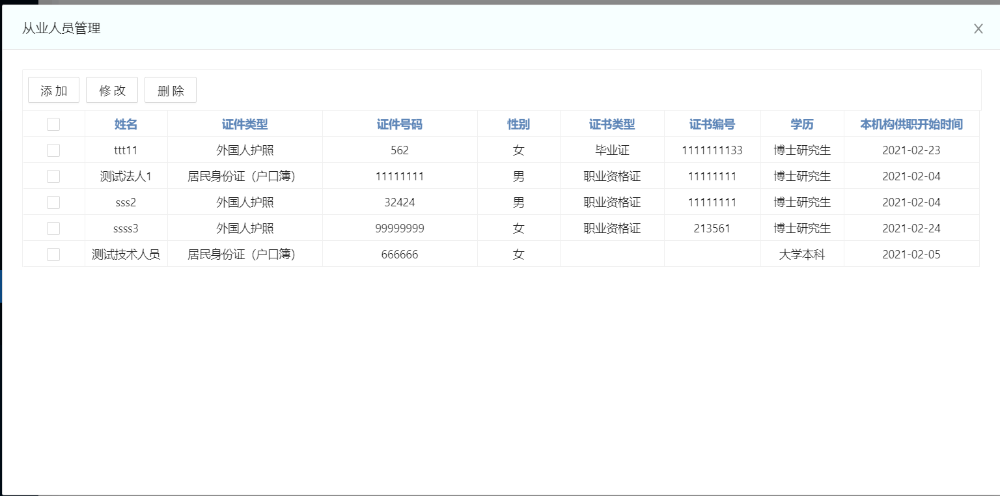 从业人员管理
添 加 修 改 删 除
姓名 证件类型 证件号码 性别 证书类型 证书编号 学历 本机构供职开始时间
ttt11 外国人护照 562 女 毕业证 1111111133 博士研究生 2021-02-23
测试法人1 居民身份证（户口簿） 11111111 男 职业资格证 11111111 博士研究生 2021-02-04
sss2 外国人护照 32424 男 职业资格证 11111111 博士研究生 2021-02-04
ssss3 外国人护照 99999999 女 职业资格证 213561 博士研究生 2021-02-24
测试技术人员 居民身份证（户口簿） 666666 女 大学本科 2021-02-05